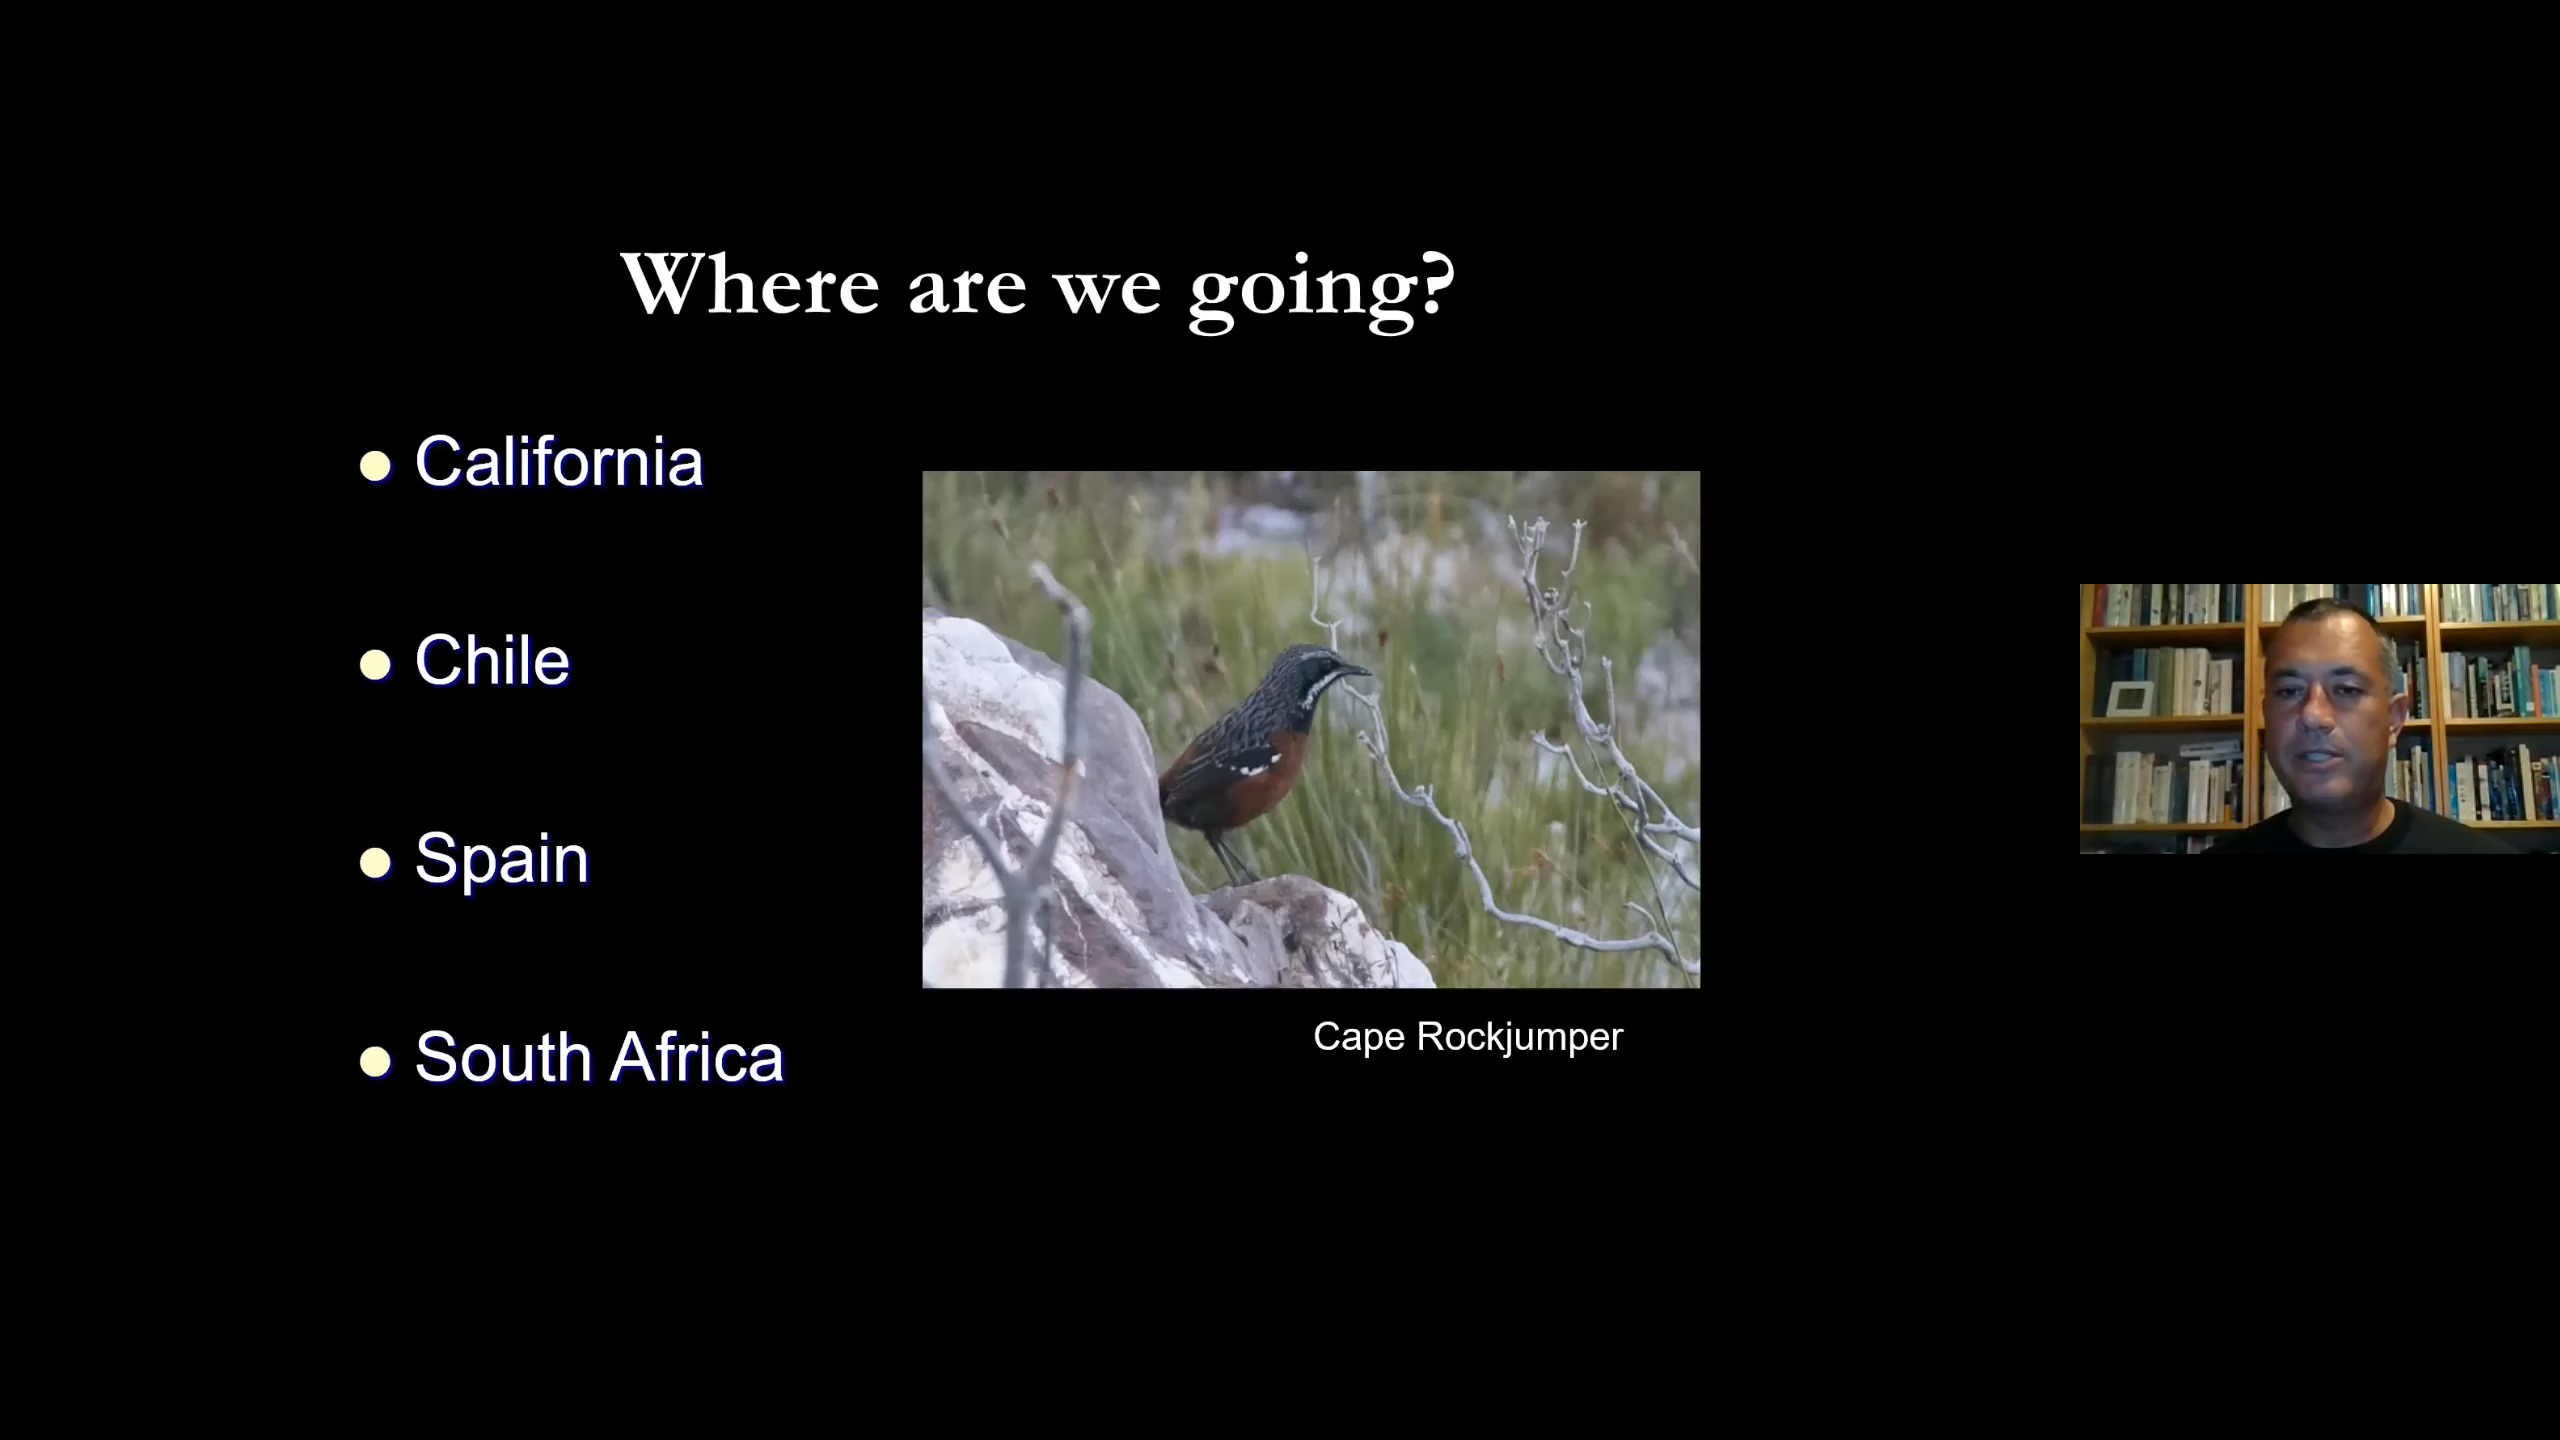 Where are we going?
California
Chile
Spain
South Africa
Cape Rockjumper